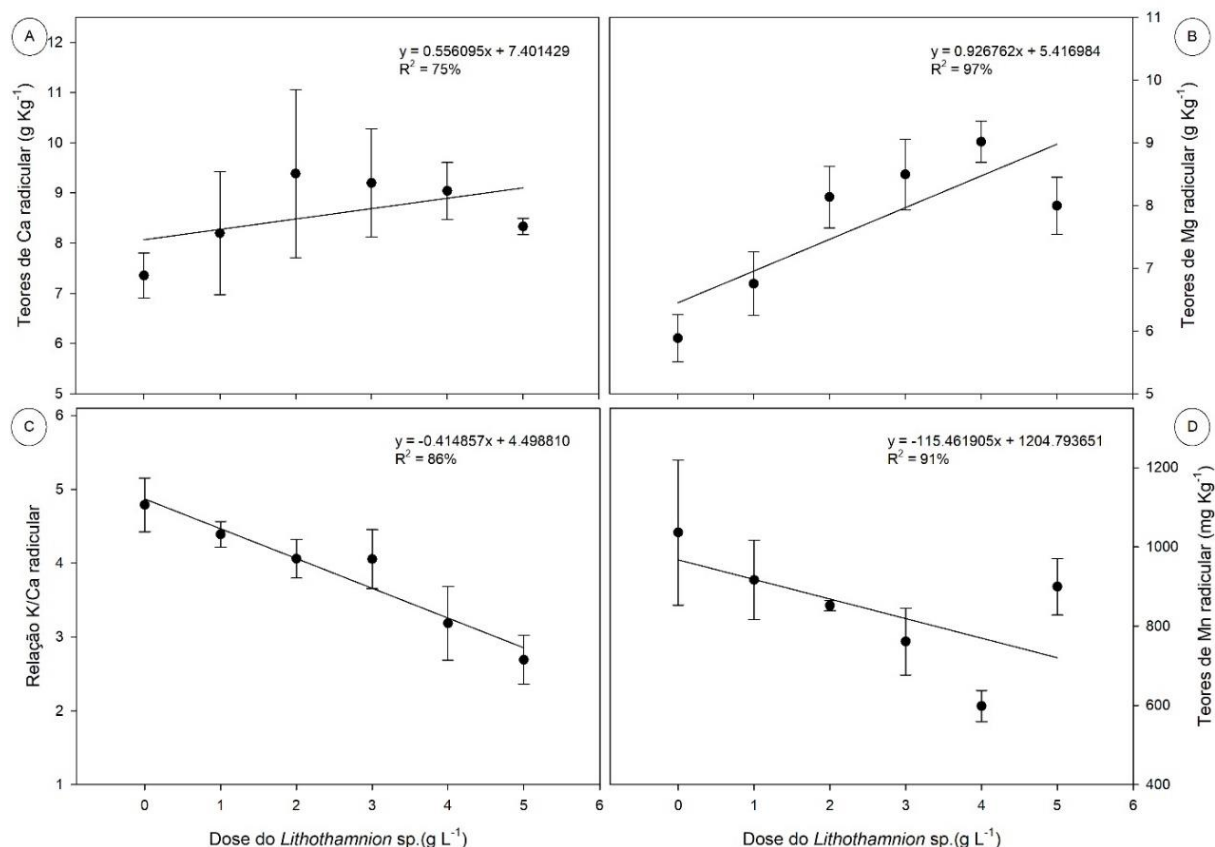 A
y = 0.556095x + 7.401429
R² = 75%
Teores de Ca radicular (g Kg⁻¹)
12
11
10
9
8
7
6
5
B
y = 0.926762x + 5.416984
R² = 97%
Teores de Mg radicular (g Kg⁻¹)
11
10
9
8
7
6
5
C
y = -0.414857x + 4.498810
R² = 86%
Relação K/Ca radicular
6
5
4
3
2
1
0 1 2 3 4 5 6
Dose do Lithothamnion sp.(g L⁻¹)
D
y = -115.461905x + 1204.793651
R² = 91%
Teores de Mn radicular (mg Kg⁻¹)
1200
1000
800
600
400
0 1 2 3 4 5 6
Dose do Lithothamnion sp.(g L⁻¹)